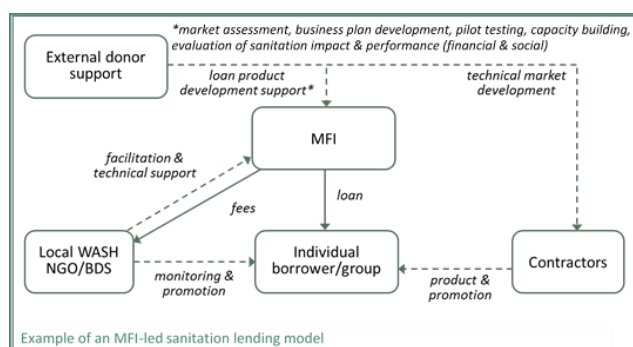 *market assessment, business plan development, pilot testing, capacity building,
evaluation of sanitation impact & performance (financial & social)
External donor
support
loan product
development support*
technical market
development
MFI
facilitation &
technical support
fees
loan
Local WASH
NGO/BDS
monitoring &
promotion
Individual
borrower/group
product &
promotion
Contractors
Example of an MFI-led sanitation lending model